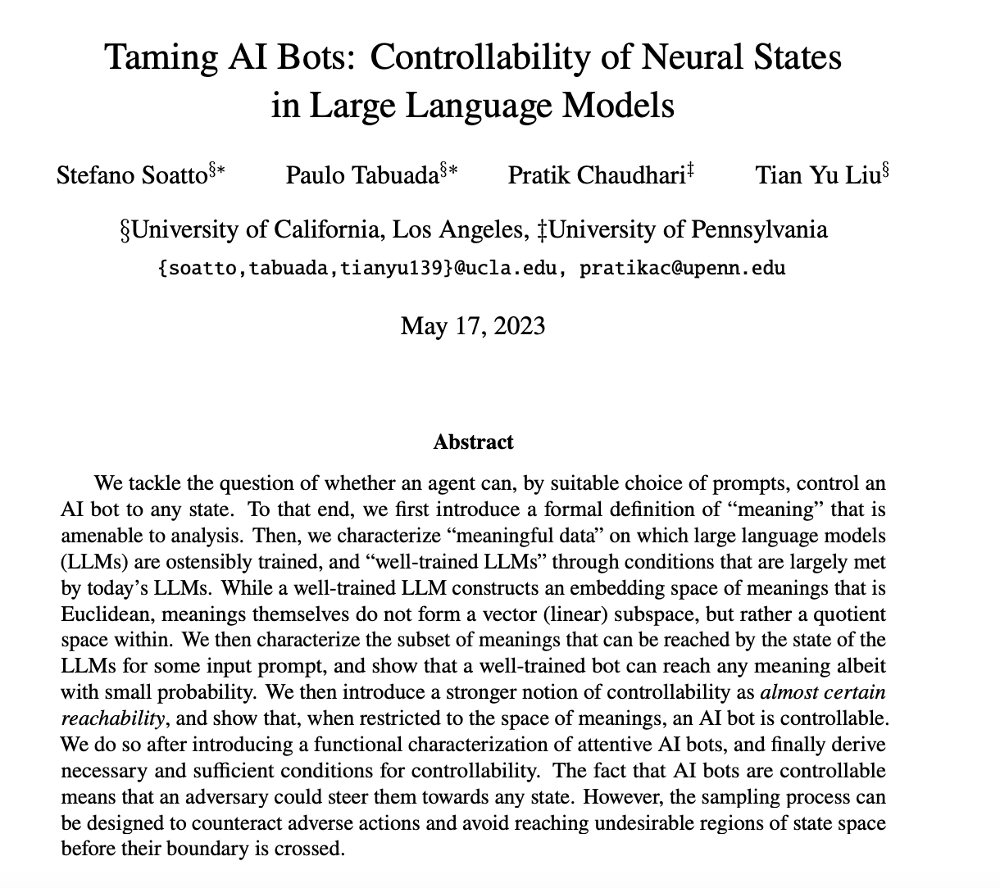 Taming AI Bots: Controllability of Neural States
in Large Language Models
Stefano Soatto§* Paulo Tabuada§* Pratik Chaudhari‡ Tian Yu Liu§
§University of California, Los Angeles, ‡University of Pennsylvania
{soatto,tabuada,tianyu139}@ucla.edu, pratikac@upenn.edu
May 17, 2023
Abstract
We tackle the question of whether an agent can, by suitable choice of prompts, control an
AI bot to any state. To that end, we first introduce a formal definition of “meaning” that is
amenable to analysis. Then, we characterize “meaningful data” on which large language models
(LLMs) are ostensibly trained, and “well-trained LLMs” through conditions that are largely met
by today’s LLMs. While a well-trained LLM constructs an embedding space of meanings that is
Euclidean, meanings themselves do not form a vector (linear) subspace, but rather a quotient
space within. We then characterize the subset of meanings that can be reached by the state of the
LLMs for some input prompt, and show that a well-trained bot can reach any meaning albeit
with small probability. We then introduce a stronger notion of controllability as almost certain
reachability, and show that, when restricted to the space of meanings, an AI bot is controllable.
We do so after introducing a functional characterization of attentive AI bots, and finally derive
necessary and sufficient conditions for controllability. The fact that AI bots are controllable
means that an adversary could steer them towards any state. However, the sampling process can
be designed to counteract adverse actions and avoid reaching undesirable regions of state space
before their boundary is crossed.